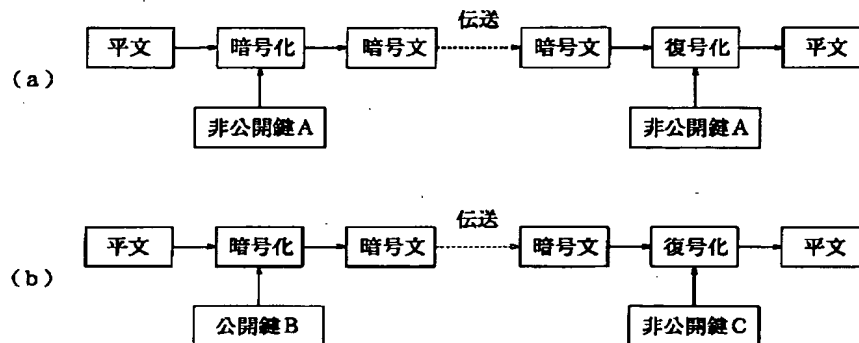 伝送
平文 暗号化 暗号文 暗号文 復号化 平文
(a)
非公開鍵A 非公開鍵A
伝送
平文 暗号化 暗号文 暗号文 復号化 平文
(b)
公開鍵B 非公開鍵C